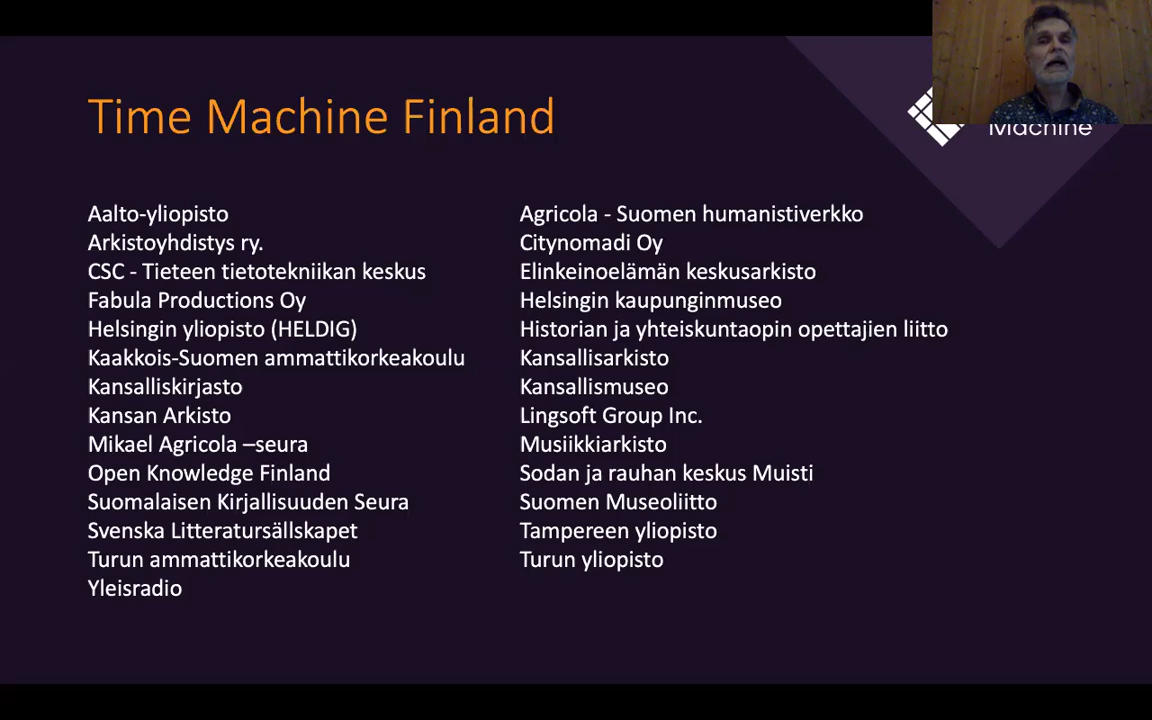 Time Machine Finland
Machine
Aalto-yliopisto
Arkistoyhdistys ry.
CSC - Tieteen tietotekniikan keskus
Fabula Productions Oy
Helsingin yliopisto (HELDIG)
Kaakkois-Suomen ammattikorkeakoulu
Kansalliskirjasto
Kansan Arkisto
Mikael Agricola –seura
Open Knowledge Finland
Suomalaisen Kirjallisuuden Seura
Svenska Litteratursällskapet
Turun ammattikorkeakoulu
Yleisradio
Agricola - Suomen humanistiverkko
Citynomadi Oy
Elinkeinoelämän keskusarkisto
Helsingin kaupunginmuseo
Historian ja yhteiskuntaopin opettajien liitto
Kansallisarkisto
Kansallismuseo
Lingsoft Group Inc.
Musiikkiarkisto
Sodan ja rauhan keskus Muisti
Suomen Museoliitto
Tampereen yliopisto
Turun yliopisto